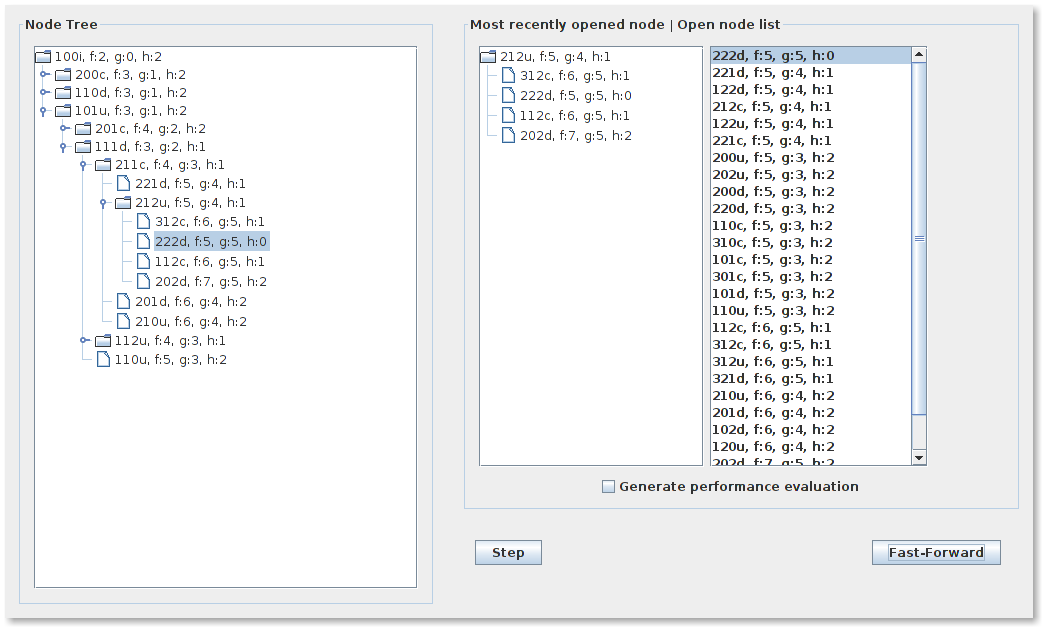 Node Tree
100i, f:2, g:0, h:2
200c, f:3, g:1, h:2
110d, f:3, g:1, h:2
101u, f:3, g:1, h:2
201c, f:4, g:2, h:2
111d, f:3, g:2, h:1
211c, f:4, g:3, h:1
221d, f:5, g:4, h:1
212u, f:5, g:4, h:1
312c, f:6, g:5, h:1
222d, f:5, g:5, h:0
112c, f:6, g:5, h:1
202d, f:7, g:5, h:2
201d, f:6, g:4, h:2
210u, f:6, g:4, h:2
112u, f:4, g:3, h:1
110u, f:5, g:3, h:2
Most recently opened node | Open node list
212u, f:5, g:4, h:1
312c, f:6, g:5, h:1
222d, f:5, g:5, h:0
112c, f:6, g:5, h:1
202d, f:7, g:5, h:2
222d, f:5, g:5, h:0
221d, f:5, g:4, h:1
122d, f:5, g:4, h:1
212c, f:5, g:4, h:1
122u, f:5, g:4, h:1
221c, f:5, g:4, h:1
200u, f:5, g:3, h:2
202u, f:5, g:3, h:2
200d, f:5, g:3, h:2
220d, f:5, g:3, h:2
110c, f:5, g:3, h:2
310c, f:5, g:3, h:2
101c, f:5, g:3, h:2
301c, f:5, g:3, h:2
101d, f:5, g:3, h:2
110u, f:5, g:3, h:2
112c, f:6, g:5, h:1
312c, f:6, g:5, h:1
312u, f:6, g:5, h:1
321d, f:6, g:5, h:1
210u, f:6, g:4, h:2
201d, f:6, g:4, h:2
102d, f:6, g:4, h:2
120u, f:6, g:4, h:2
202d, f:7, g:5, h:2
Generate performance evaluation
Step
Fast-Forward